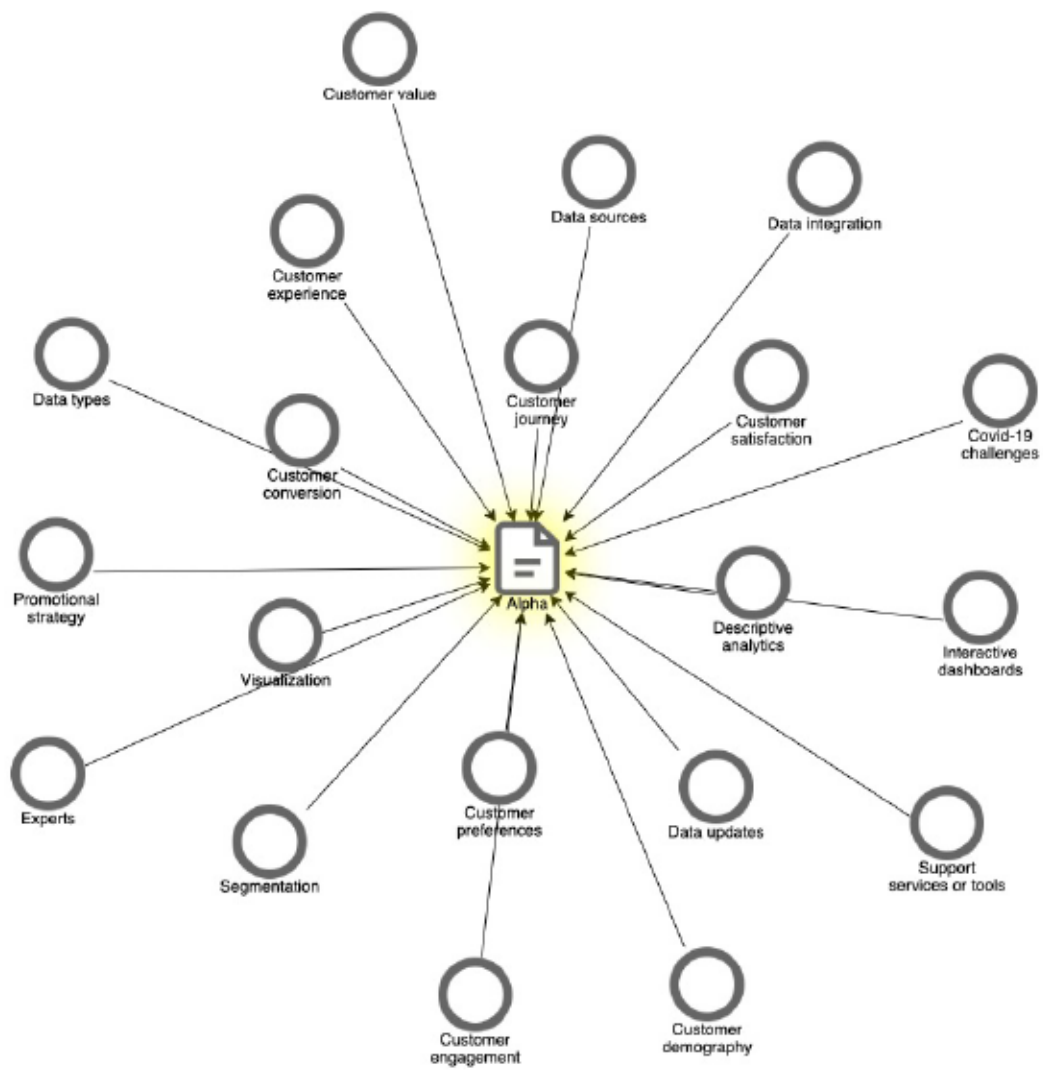 Customer value
Data sources
Data integration
Customer
experience
Data types
Customer
journey
Customer
satisfaction
Covid-19
challenges
Customer
conversion
Promotional
strategy
Alpha
Visualization
Descriptive
analytics
Interactive
dashboards
Experts
Segmentation
Customer
preferences
Data updates
Support
services or tools
Customer
engagement
Customer
demography